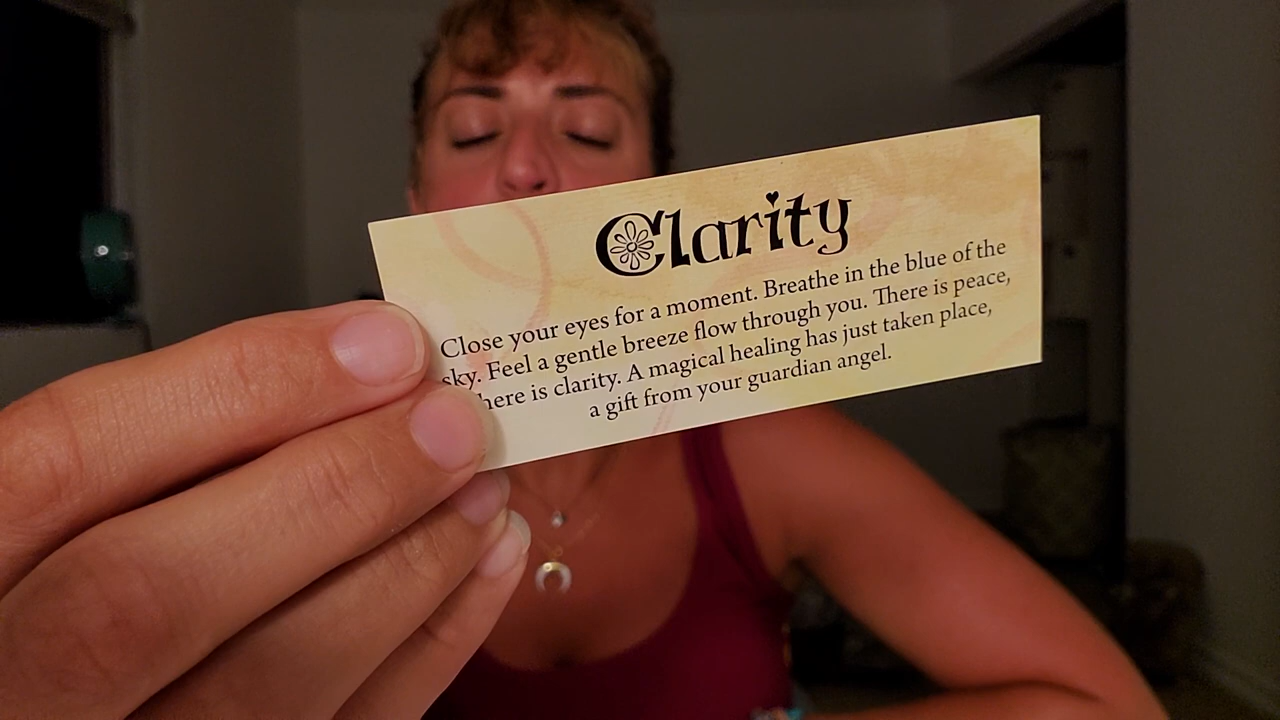 Clarity
Close your eyes for a moment. Breathe in the blue of the
sky. Feel a gentle breeze flow through you. There is peace,
here is clarity. A magical healing has just taken place,
a gift from your guardian angel.